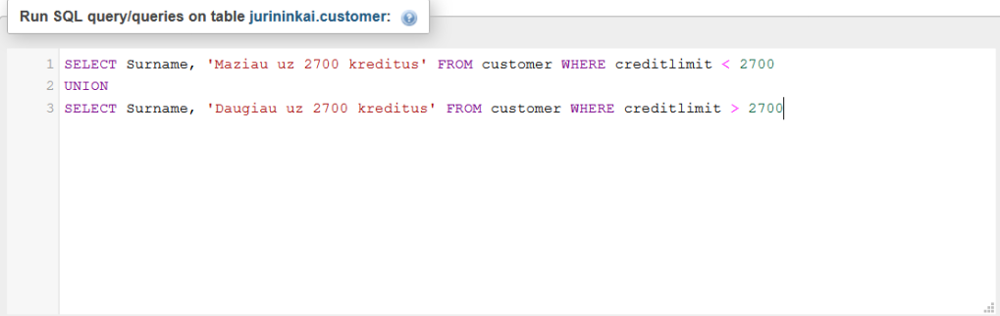 Run SQL query/queries on table jurininkai.customer:
1 SELECT Surname, 'Maziau uz 2700 kreditus' FROM customer WHERE creditlimit < 2700
2 UNION
3 SELECT Surname, 'Daugiau uz 2700 kreditus' FROM customer WHERE creditlimit > 2700